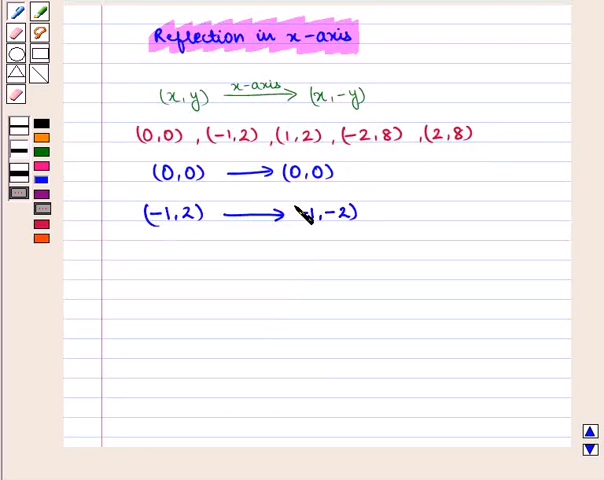 Reflection in x-axis
x-axis
(x,y) ⟶ (x,-y)
(0,0) , (-1,2) , (1,2) , (-2,8) , (2,8)
(0,0) ⟶ (0,0)
(-1,2) ⟶ -1,-2)